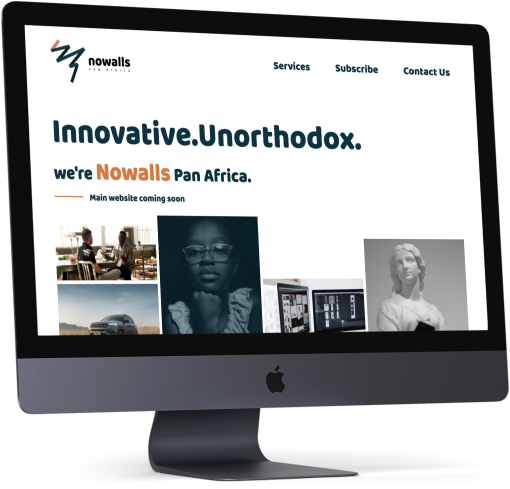 nowalls
PAN AFRICA
Services
Subscribe
Contact Us
Innovative.Unorthodox.
we're Nowalls Pan Africa.
Main website coming soon